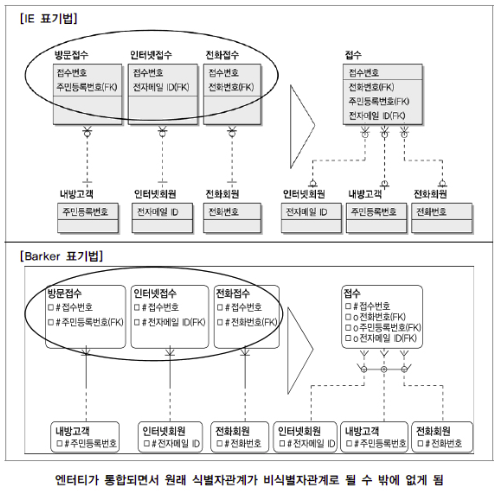 [IE 표기법]
방문접수 인터넷접수 전화접수 접수
접수번호 접수번호 접수번호 접수번호
주민등록번호(FK) 전자메일 ID(FK) 전화번호(FK) 전화번호(FK)
주민등록번호(FK)
전자메일 ID(FK)
내방고객 인터넷회원 전화회원 인터넷회원 내방고객 전화회원
주민등록번호 전자메일 ID 전화번호 전자메일 ID 주민등록번호 전화번호
[Barker 표기법]
방문접수 인터넷접수 전화접수 접수
# 접수번호 # 접수번호 # 접수번호 # 접수번호
# 주민등록번호(FK) # 전자메일 ID(FK) # 전화번호(FK) o 전화번호(FK)
o 주민등록번호(FK)
o 전자메일 ID(FK)
내방고객 인터넷회원 전화회원 인터넷회원 내방고객 전화회원
# 주민등록번호 # 전자메일 ID # 전화번호 # 전자메일 ID # 주민등록번호 # 전화번호
엔터티가 통합되면서 원래 식별자관계가 비식별자관계로 될 수 밖에 없게 됨